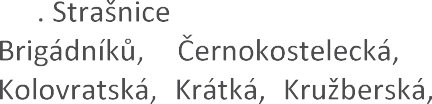 . Strašnice
Brigádníků, Černokostelecká,
Kolovratská, Krátká, Kružberská,